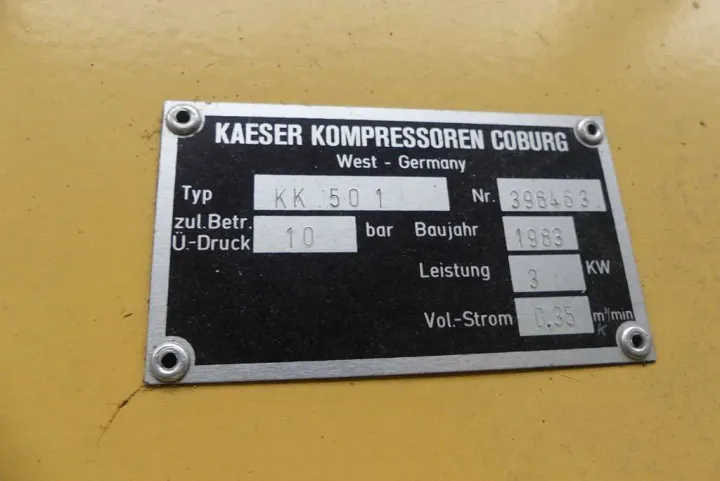 KAESER KOMPRESSOREN COBURG
West - Germany
Typ KK 501 Nr. 396463
zul.Betr.
Ü-Druck 10 bar Baujahr 1983
Leistung 3 KW
Vol.-Strom 0.35 m³/min
K